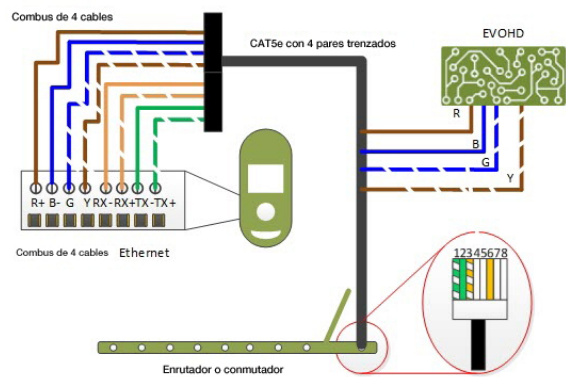 Combus de 4 cables
CAT5e con 4 pares trenzados
EVOHD
R
B
G
Y
R+ B- G Y RX- RX+ TX- TX+
Combus de 4 cables Ethernet
12345678
Enrutador o conmutador